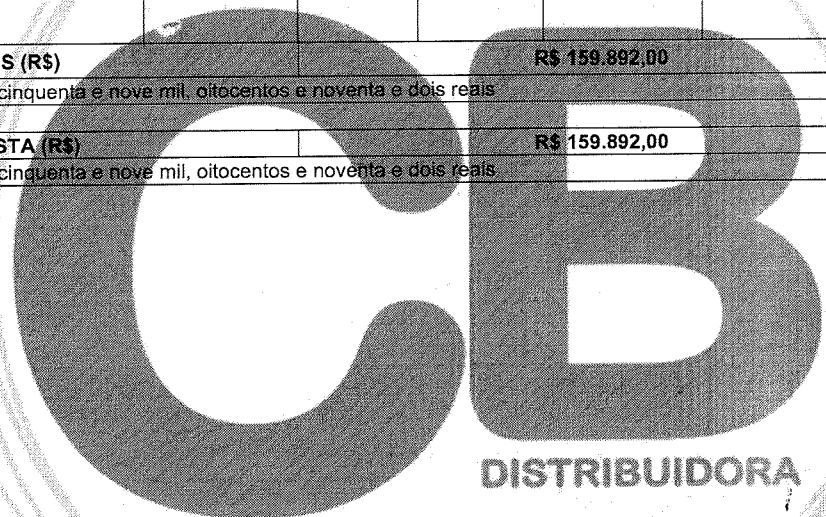 S (R$) R$ 159.892,00
cinquenta e nove mil, oitocentos e noventa e dois reais
STA (R$) R$ 159.892,00
cinquenta e nove mil, oitocentos e noventa e dois reais
CB
DISTRIBUIDORA